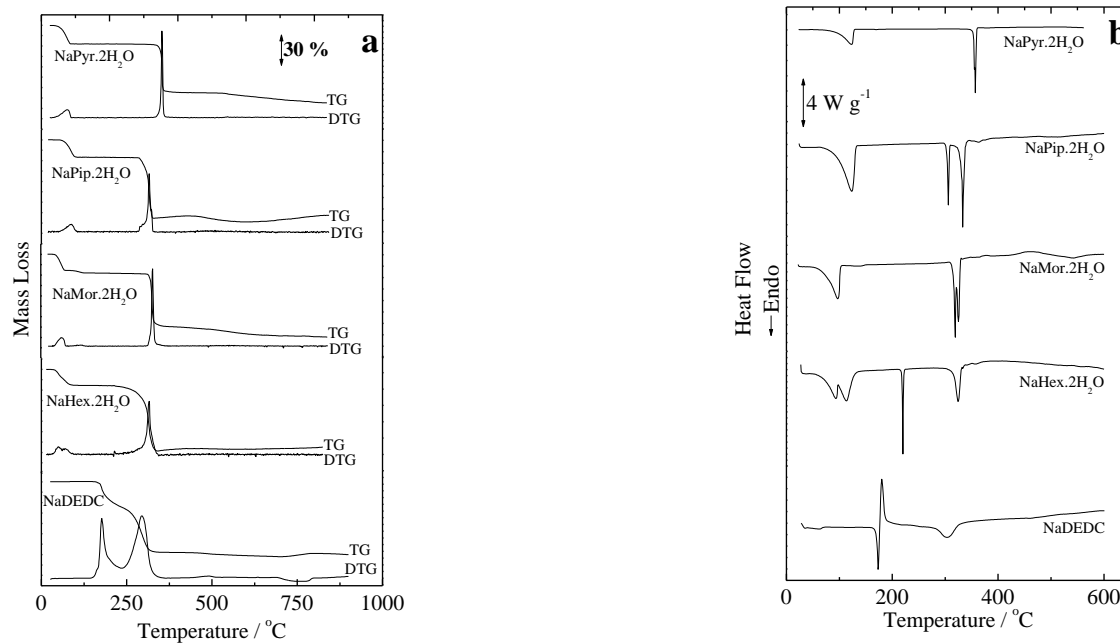 a
30 %
NaPyr.2H₂O
TG
DTG
NaPip.2H₂O
TG
DTG
NaMor.2H₂O
TG
DTG
NaHex.2H₂O
TG
DTG
NaDEDC
TG
DTG
Mass Loss
0 250 500 750 1000
Temperature / °C
b
NaPyr.2H₂O
4 W g⁻¹
NaPip.2H₂O
NaMor.2H₂O
NaHex.2H₂O
NaDEDC
Heat Flow
Endo
0 200 400 600
Temperature / °C